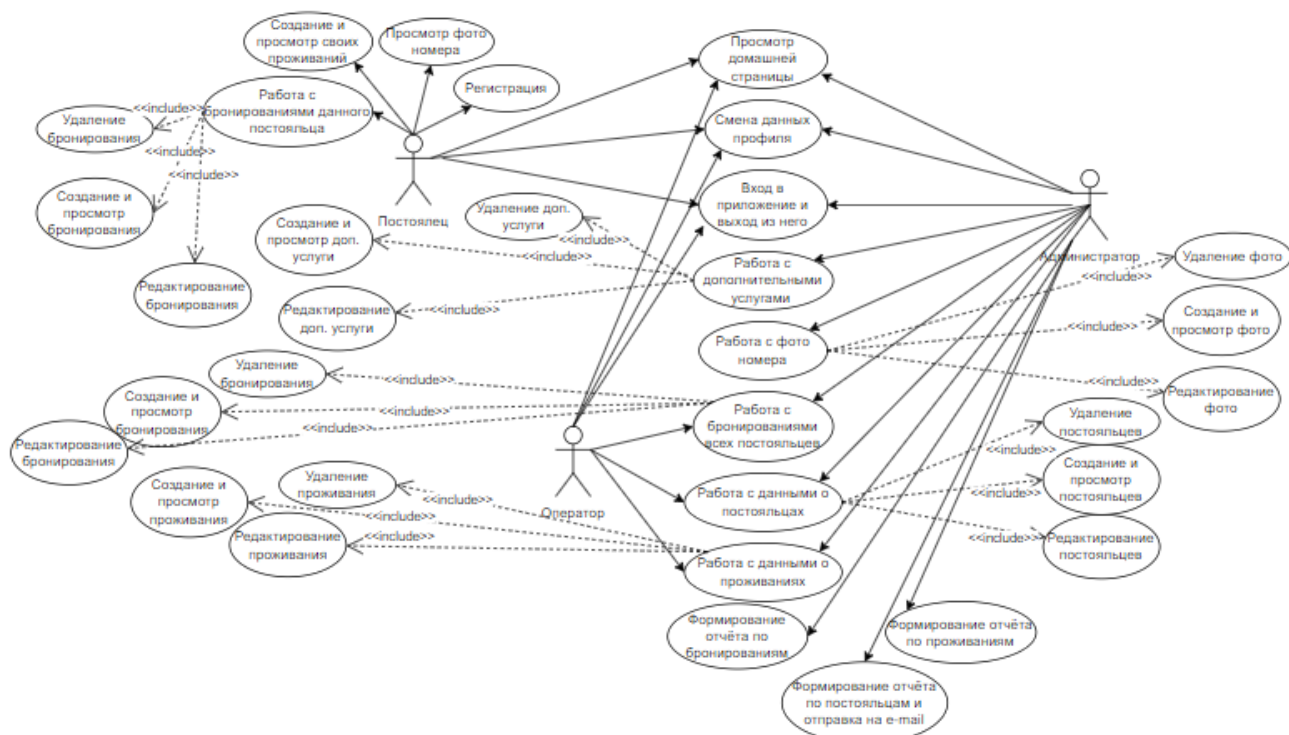 Создание и
просмотр своих
проживаний
Просмотр фото
номера
Регистрация
Работа с
бронированиями данного
постояльца
<<include>>
Удаление
бронирования
<<include>>
<<include>>
Создание и
просмотр
бронирования
Редактирование
бронирования
Постоялец
Просмотр
домашней
страницы
Смена данных
профиля
Вход в
приложение и
выход из него
Администратор
Удаление доп.
услуги
Создание и
просмотр доп.
услуги
<<include>>
<<include>>
Редактирование
доп. услуги
<<include>>
Работа с
дополнительными
услугами
Удаление фото
<<include>>
Создание и
просмотр фото
<<include>>
Работа с фото
номера
<<include>>
Редактирование
фото
Удаление
бронирования
<<include>>
Создание и
просмотр
бронирования
<<include>>
Редактирование
бронирования
<<include>>
Работа с
бронированиями
всех постояльцев
Удаление
постояльцев
<<include>>
Создание и
просмотр
постояльцев
<<include>>
Редактирование
постояльцев
<<include>>
Работа с данными о
постояльцах
Оператор
Удаление
проживания
<<include>>
Создание и
просмотр
проживания
<<include>>
Редактирование
проживания
<<include>>
Работа с данными о
проживаниях
Формирование
отчёта по
бронированиям
Формирование отчёта
по проживаниям
Формирование отчёта
по постояльцам и
отправка на e-mail